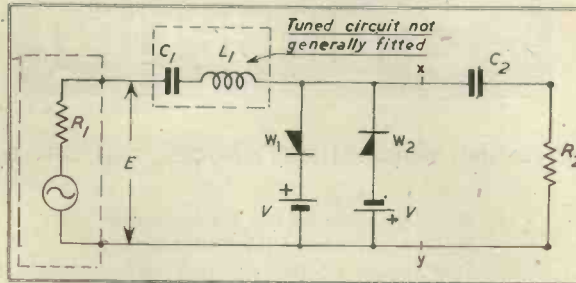 Tuned circuit not
generally fitted
C1
L1
x
C2
R1
E
W1
W2
R2
+
V
+
V
y